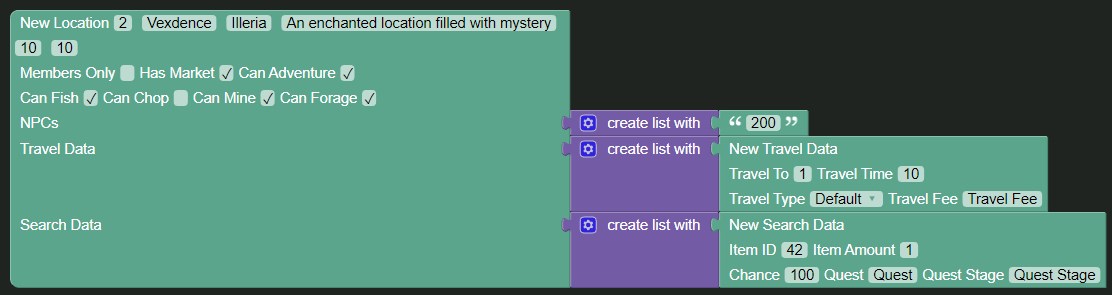 New Location 2 Vexdence Illeria An enchanted location filled with mystery
10 10
Members Only Has Market ✓ Can Adventure ✓
Can Fish ✓ Can Chop Can Mine ✓ Can Forage ✓
NPCs create list with “ 200 ”
Travel Data create list with New Travel Data
Travel To 1 Travel Time 10
Travel Type Default ▾ Travel Fee Travel Fee
Search Data create list with New Search Data
Item ID 42 Item Amount 1
Chance 100 Quest Quest Quest Stage Quest Stage